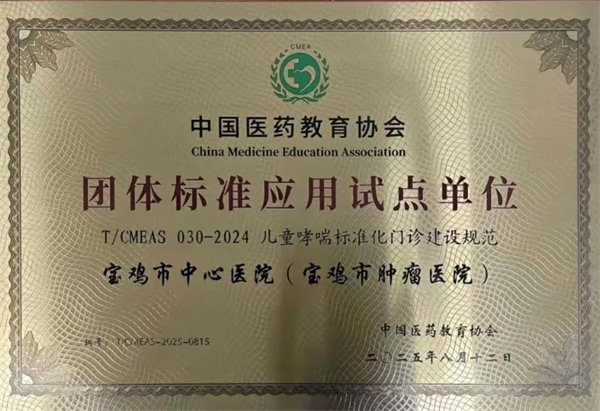 CMEA
中国医药教育协会
China Medicine Education Association
团体标准应用试点单位
T/CMEAS 030-2024 儿童哮喘标准化门诊建设规范
宝鸡市中心医院（宝鸡市肿瘤医院）
中国医药教育协会
编号：T/CMEAS-2025-0815
二〇二五年八月十二日